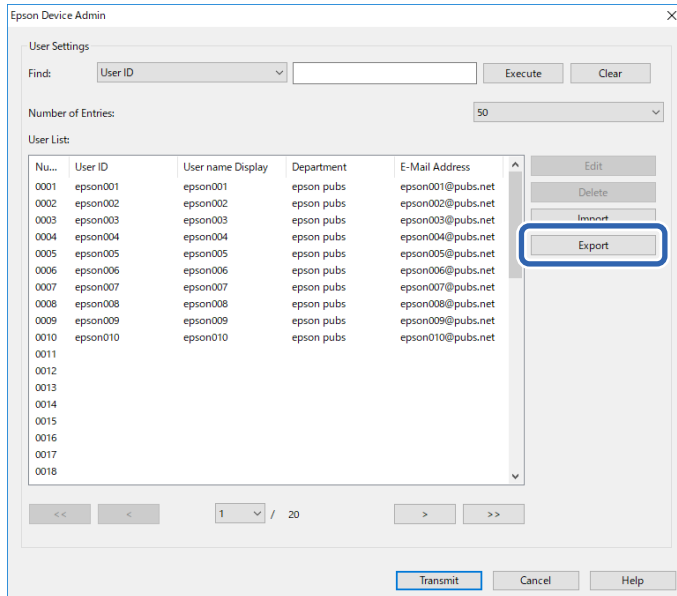 Epson Device Admin
User Settings
Find: User ID Execute Clear
Number of Entries: 50
User List:
Nu... User ID User name Display Department E-Mail Address Edit
0001 epson001 epson001 epson pubs epson001@pubs.net Delete
0002 epson002 epson002 epson pubs epson002@pubs.net
0003 epson003 epson003 epson pubs epson003@pubs.net Import
0004 epson004 epson004 epson pubs epson004@pubs.net Export
0005 epson005 epson005 epson pubs epson005@pubs.net
0006 epson006 epson006 epson pubs epson006@pubs.net
0007 epson007 epson007 epson pubs epson007@pubs.net
0008 epson008 epson008 epson pubs epson008@pubs.net
0009 epson009 epson009 epson pubs epson009@pubs.net
0010 epson010 epson010 epson pubs epson010@pubs.net
0011
0012
0013
0014
0015
0016
0017
0018
<< < 1 / 20 > >>
Transmit Cancel Help